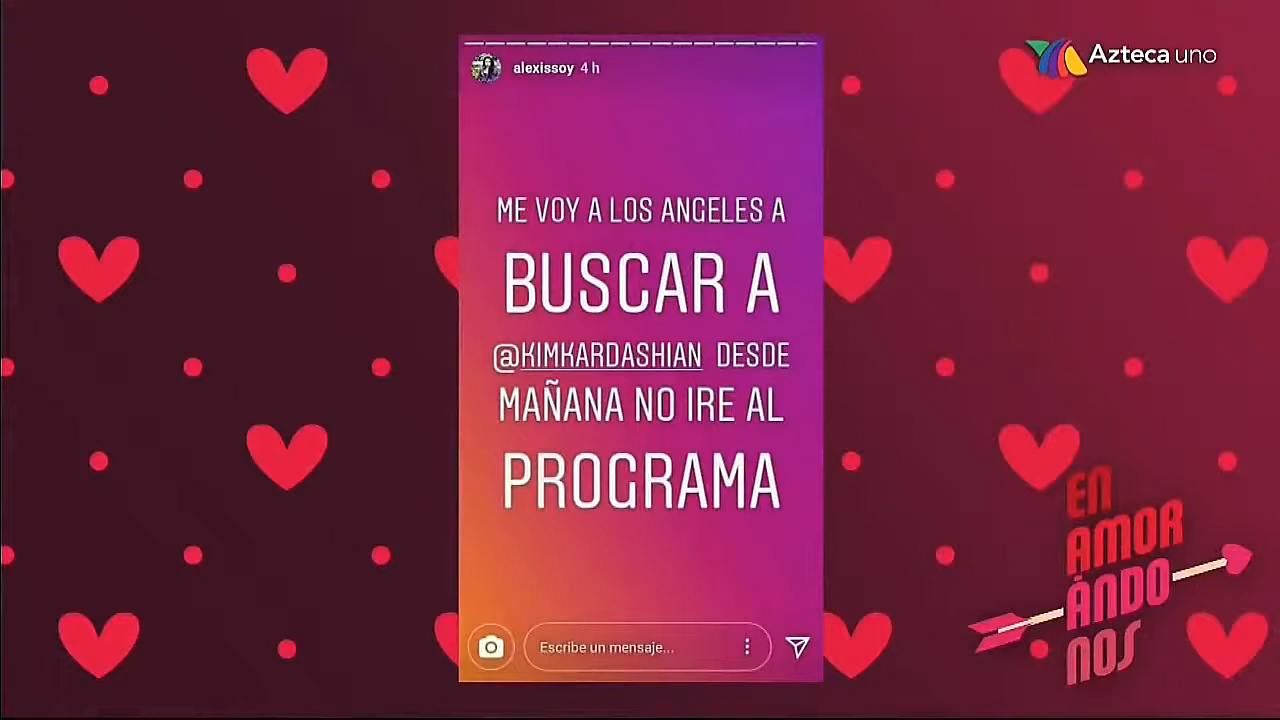 Azteca uno
alexissoy 4 h
ME VOY A LOS ANGELES A
BUSCAR A
@KIMKARDASHIAN DESDE
MAÑANA NO IRE AL
PROGRAMA
Escribe un mensaje...
EN
AMOR
ÁNDO
NOS